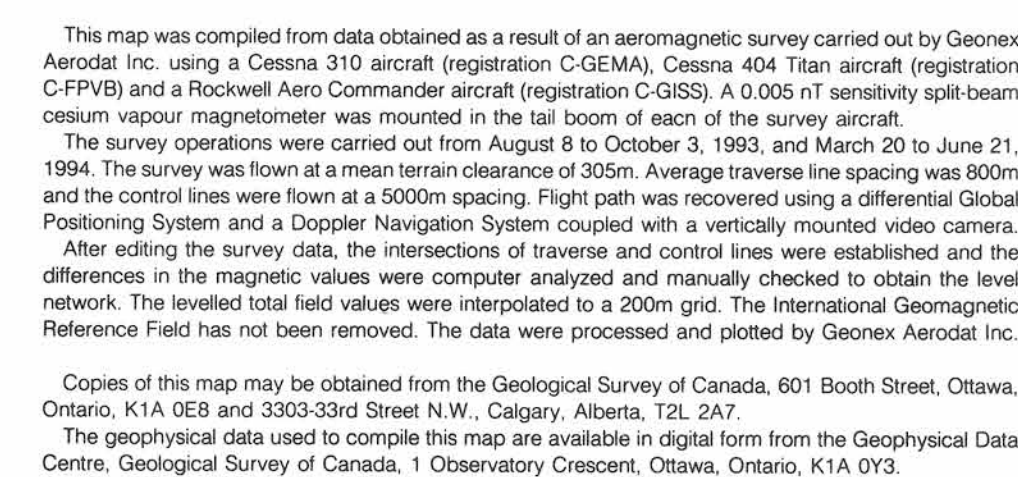 This map was compiled from data obtained as a result of an aeromagnetic survey carried out by Geonex
Aerodat Inc. using a Cessna 310 aircraft (registration C-GEMA), Cessna 404 Titan aircraft (registration
C-FPVB) and a Rockwell Aero Commander aircraft (registration C-GISS). A 0.005 nT sensitivity split-beam
cesium vapour magnetometer was mounted in the tail boom of eacn of the survey aircraft.
The survey operations were carried out from August 8 to October 3, 1993, and March 20 to June 21,
1994. The survey was flown at a mean terrain clearance of 305m. Average traverse line spacing was 800m
and the control lines were flown at a 5000m spacing. Flight path was recovered using a differential Global
Positioning System and a Doppler Navigation System coupled with a vertically mounted video camera.
After editing the survey data, the intersections of traverse and control lines were established and the
differences in the magnetic values were computer analyzed and manually checked to obtain the level
network. The levelled total field values were interpolated to a 200m grid. The International Geomagnetic
Reference Field has not been removed. The data were processed and plotted by Geonex Aerodat Inc.
Copies of this map may be obtained from the Geological Survey of Canada, 601 Booth Street, Ottawa,
Ontario, K1A 0E8 and 3303-33rd Street N.W., Calgary, Alberta, T2L 2A7.
The geophysical data used to compile this map are available in digital form from the Geophysical Data
Centre, Geological Survey of Canada, 1 Observatory Crescent, Ottawa, Ontario, K1A 0Y3.